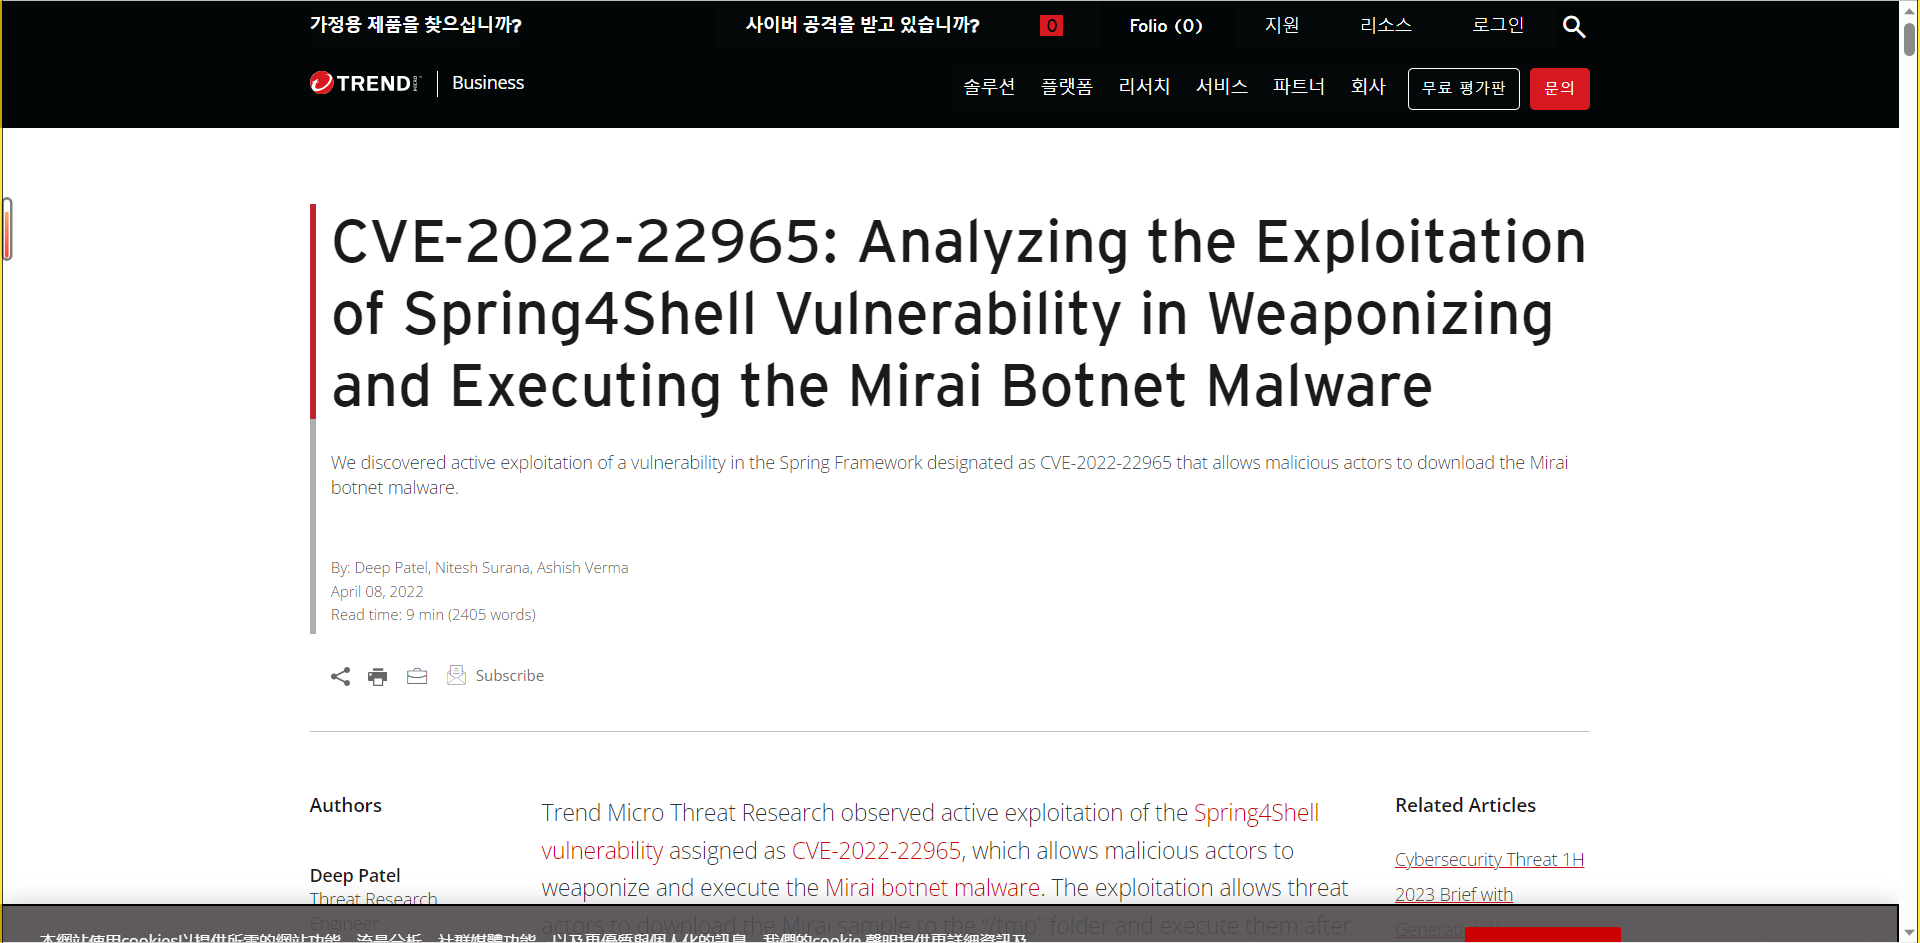 가정용 제품을 찾으십니까?
사이버 공격을 받고 있습니까?
0
Folio (0)
지원
리소스
로그인
TREND MICRO
Business
솔루션
플랫폼
리서치
서비스
파트너
회사
무료 평가판
문의
CVE-2022-22965: Analyzing the Exploitation
of Spring4Shell Vulnerability in Weaponizing
and Executing the Mirai Botnet Malware
We discovered active exploitation of a vulnerability in the Spring Framework designated as CVE-2022-22965 that allows malicious actors to download the Mirai
botnet malware.
By: Deep Patel, Nitesh Surana, Ashish Verma
April 08, 2022
Read time: 9 min (2405 words)
Subscribe
Authors
Deep Patel
Threat Research
Engineer
Trend Micro Threat Research observed active exploitation of the Spring4Shell
vulnerability assigned as CVE-2022-22965, which allows malicious actors to
weaponize and execute the Mirai botnet malware. The exploitation allows threat
actors to download the Mirai sample to the “/tmp” folder and execute them after
Related Articles
Cybersecurity Threat 1H
2023 Brief with
Generative
本網站使用cookies以提供所需的網站功能、流量分析、社群媒體功能、以及更優質與個人化的訊息。我們的cookie 聲明提供更詳細資訊及